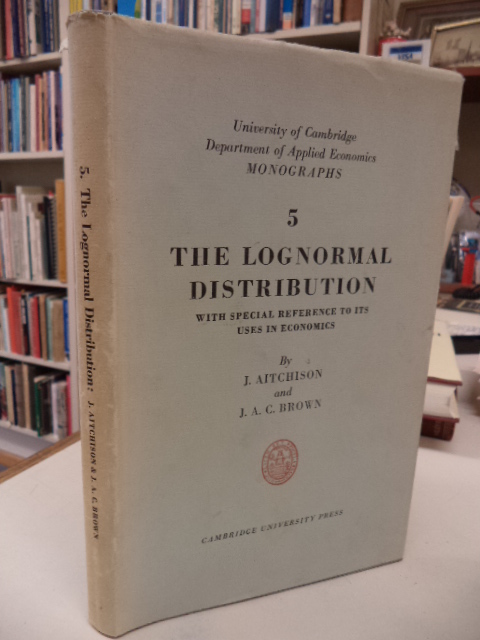 University of Cambridge
Department of Applied Economics
MONOGRAPHS
5
THE LOGNORMAL
DISTRIBUTION
WITH SPECIAL REFERENCE TO ITS
USES IN ECONOMICS
By
J. AITCHISON
and
J. A. C. BROWN
CAMBRIDGE UNIVERSITY PRESS
5. The Lognormal Distribution: J. AITCHISON & J. A. C. BROWN
VISA